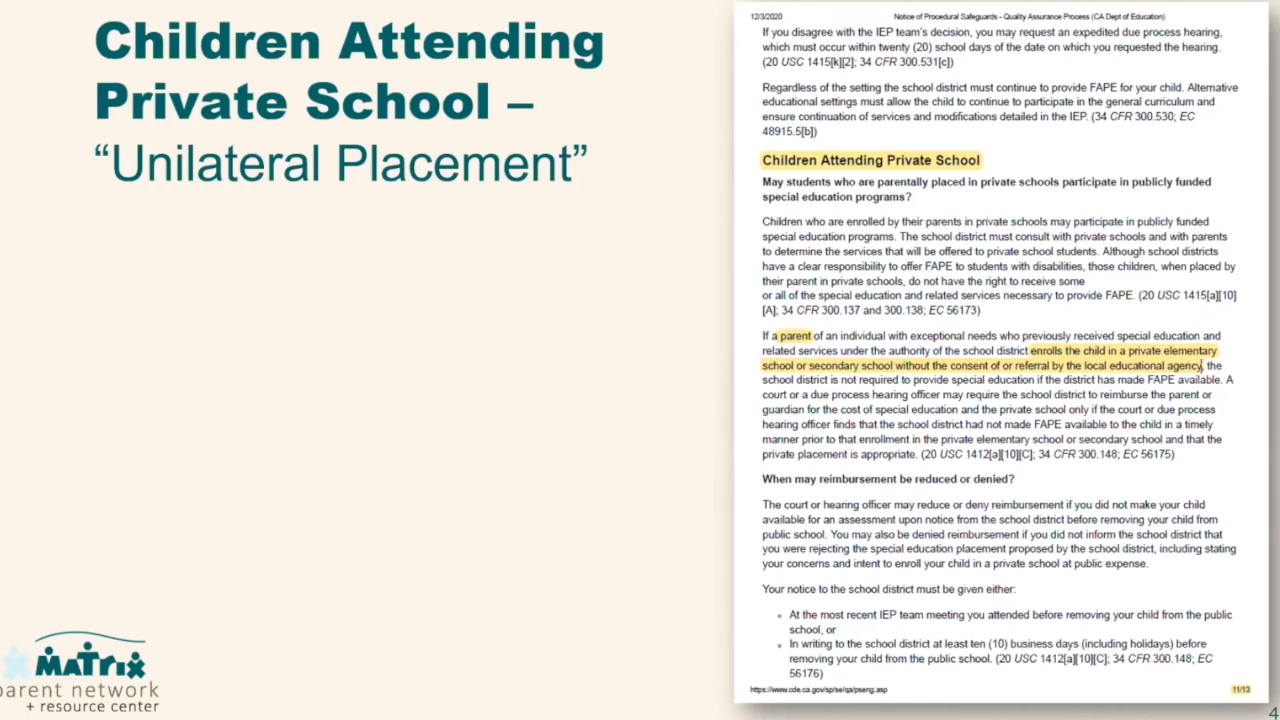 Children Attending
Private School –
“Unilateral Placement”
12/3/2020
Notice of Procedural Safeguards - Quality Assurance Process (CA Dept of Education)
If you disagree with the IEP team's decision, you may request an expedited due process hearing,
which must occur within twenty (20) school days of the date on which you requested the hearing.
(20 USC 1415[k][2]; 34 CFR 300.531[c])
Regardless of the setting the school district must continue to provide FAPE for your child. Alternative
educational settings must allow the child to continue to participate in the general curriculum and
ensure continuation of services and modifications detailed in the IEP. (34 CFR 300.530; EC
48915.5[b])
Children Attending Private School
May students who are parentally placed in private schools participate in publicly funded
special education programs?
Children who are enrolled by their parents in private schools may participate in publicly funded
special education programs. The school district must consult with private schools and with parents
to determine the services that will be offered to private school students. Although school districts
have a clear responsibility to offer FAPE to students with disabilities, those children, when placed by
their parent in private schools, do not have the right to receive some
or all of the special education and related services necessary to provide FAPE. (20 USC 1415[a][10]
[A]; 34 CFR 300.137 and 300.138; EC 56173)
If a parent of an individual with exceptional needs who previously received special education and
related services under the authority of the school district enrolls the child in a private elementary
school or secondary school without the consent of or referral by the local educational agency, the
school district is not required to provide special education if the district has made FAPE available. A
court or a due process hearing officer may require the school district to reimburse the parent or
guardian for the cost of special education and the private school only if the court or due process
hearing officer finds that the school district had not made FAPE available to the child in a timely
manner prior to that enrollment in the private elementary school or secondary school and that the
private placement is appropriate. (20 USC 1412[a][10][C]; 34 CFR 300.148; EC 56175)
When may reimbursement be reduced or denied?
The court or hearing officer may reduce or deny reimbursement if you did not make your child
available for an assessment upon notice from the school district before removing your child from
public school. You may also be denied reimbursement if you did not inform the school district that
you were rejecting the special education placement proposed by the school district, including stating
your concerns and intent to enroll your child in a private school at public expense.
Your notice to the school district must be given either:
• At the most recent IEP team meeting you attended before removing your child from the public
school, or
• In writing to the school district at least ten (10) business days (including holidays) before
removing your child from the public school. (20 USC 1412[a][10][C]; 34 CFR 300.148; EC
56176)
https://www.cde.ca.gov/sp/se/qa/pseng.asp
11/13
MATRIX
parent network
+ resource center
4